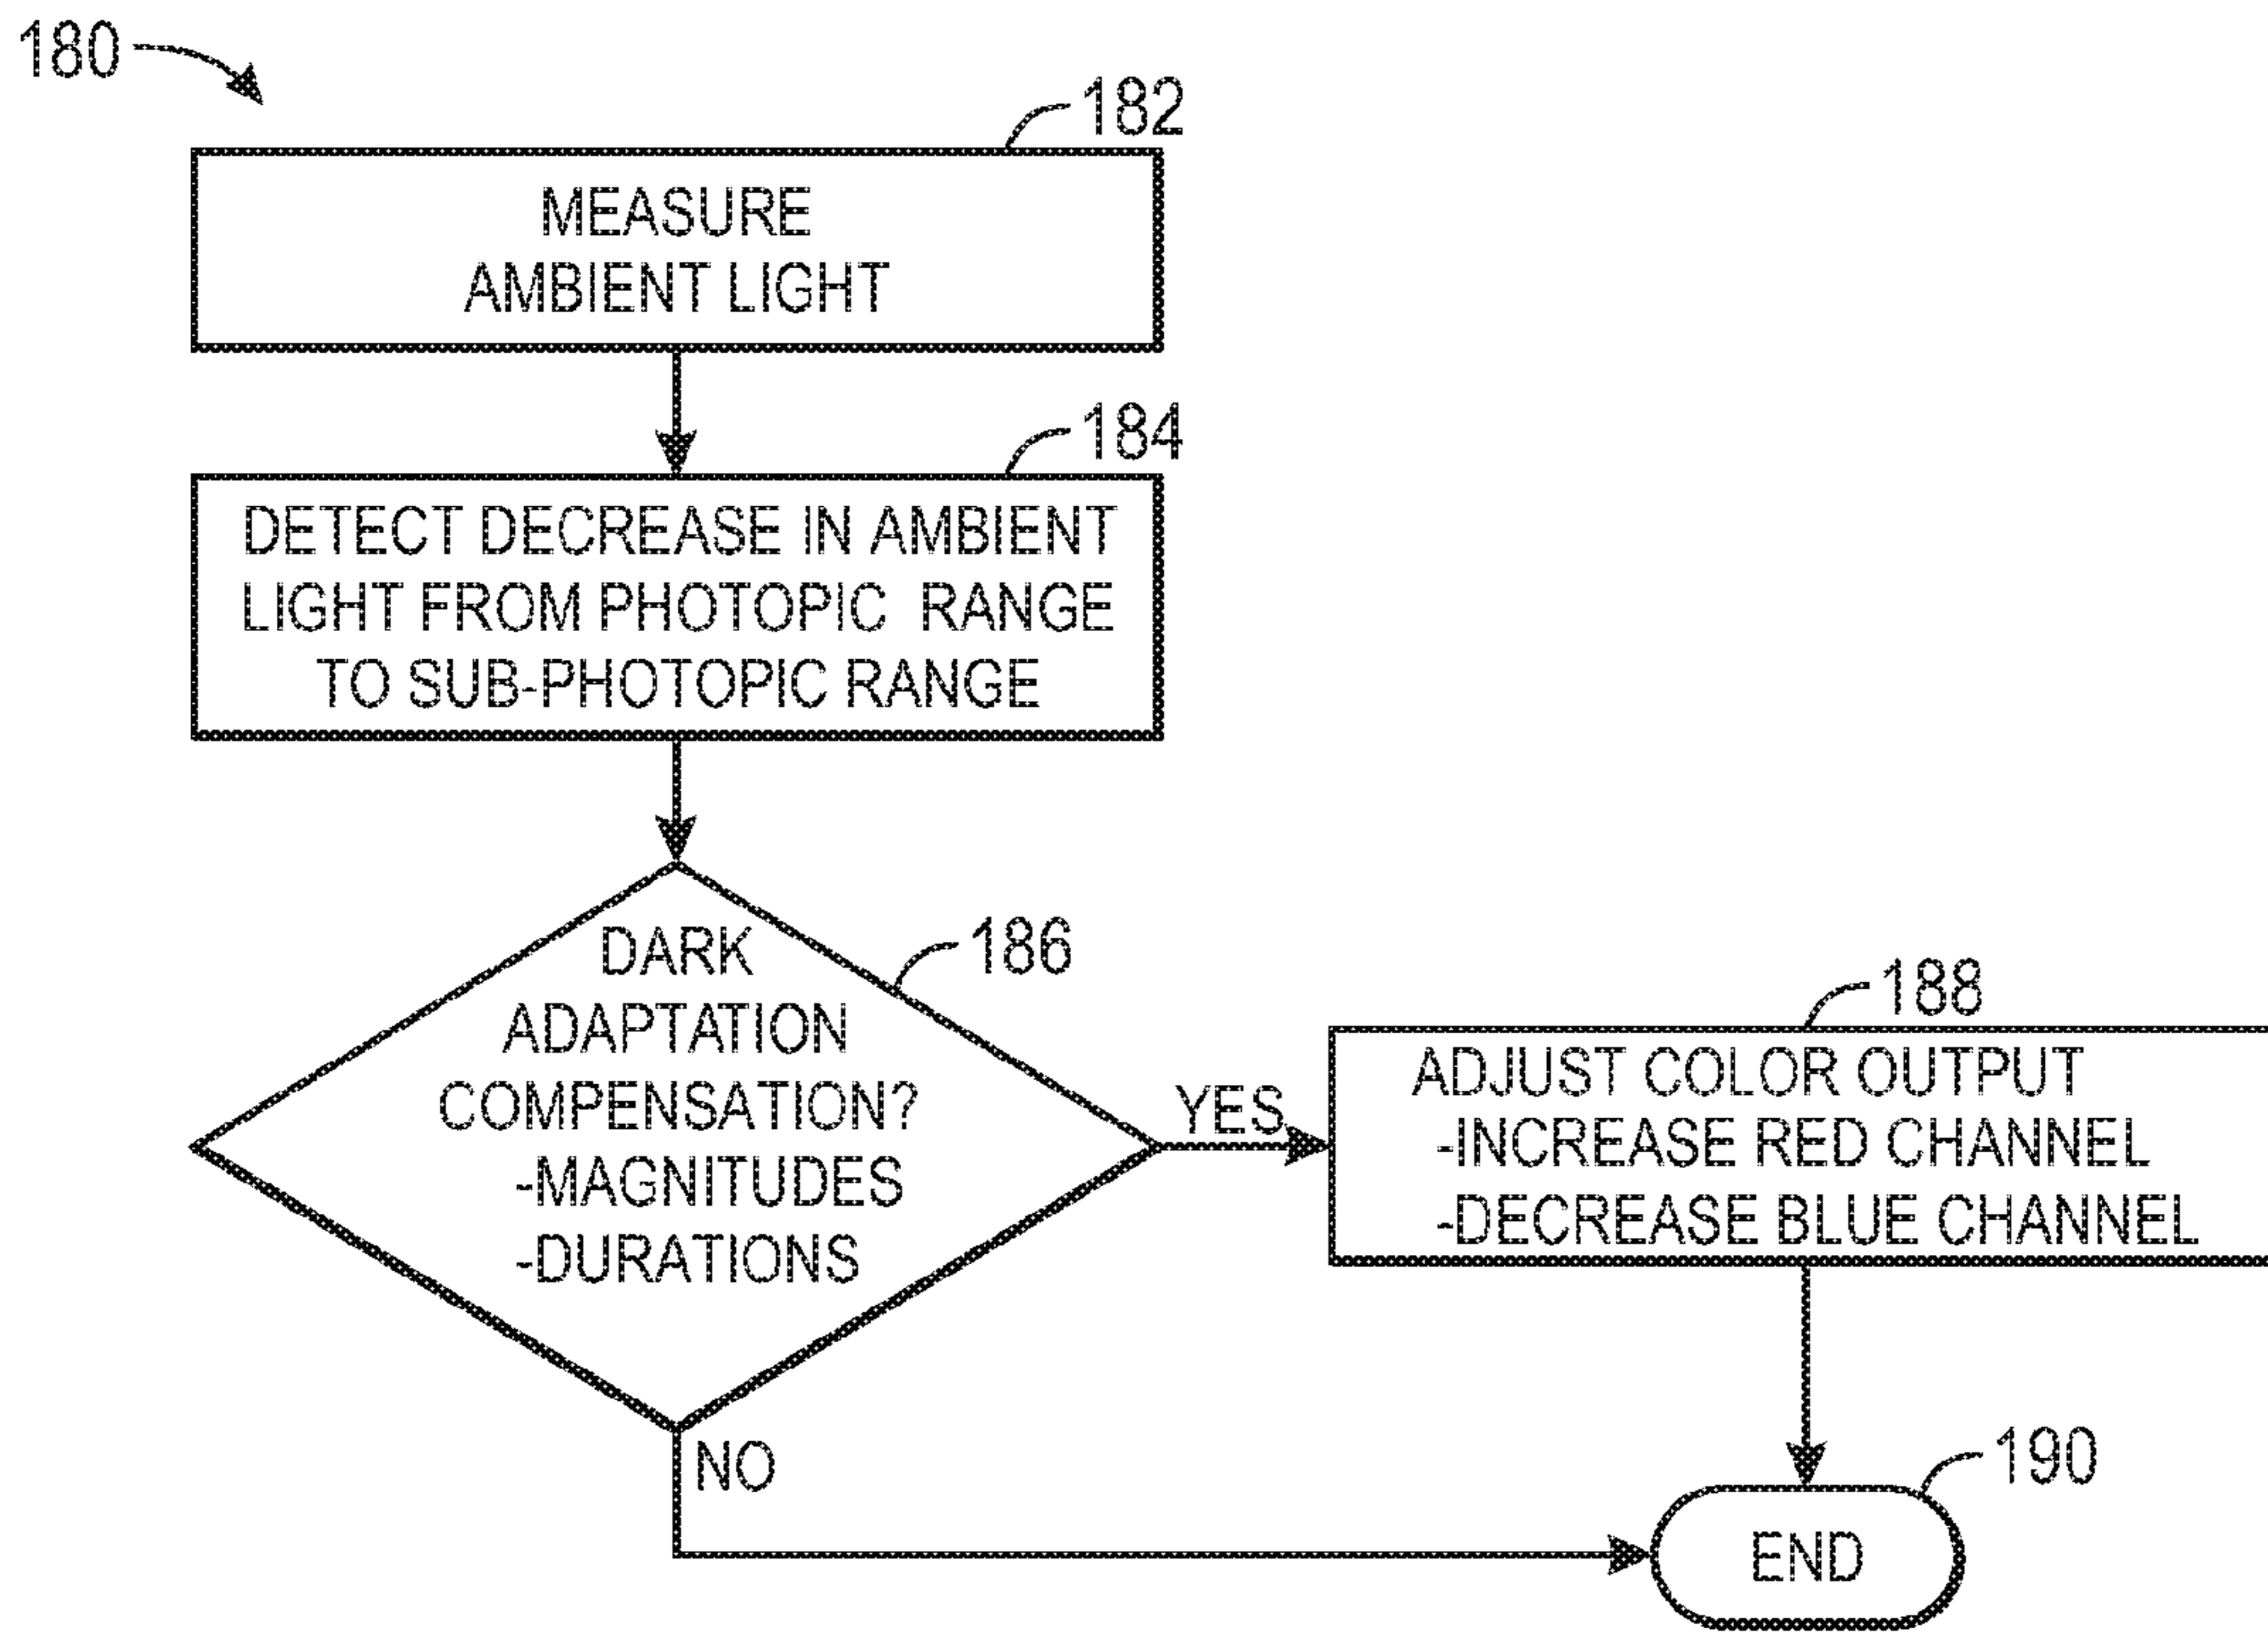 180
182
MEASURE
AMBIENT LIGHT
184
DETECT DECREASE IN AMBIENT
LIGHT FROM PHOTOPIC RANGE
TO SUB-PHOTOPIC RANGE
186
DARK
ADAPTATION
COMPENSATION?
-MAGNITUDES
-DURATIONS
YES
188
ADJUST COLOR OUTPUT
-INCREASE RED CHANNEL
-DECREASE BLUE CHANNEL
NO
190
END